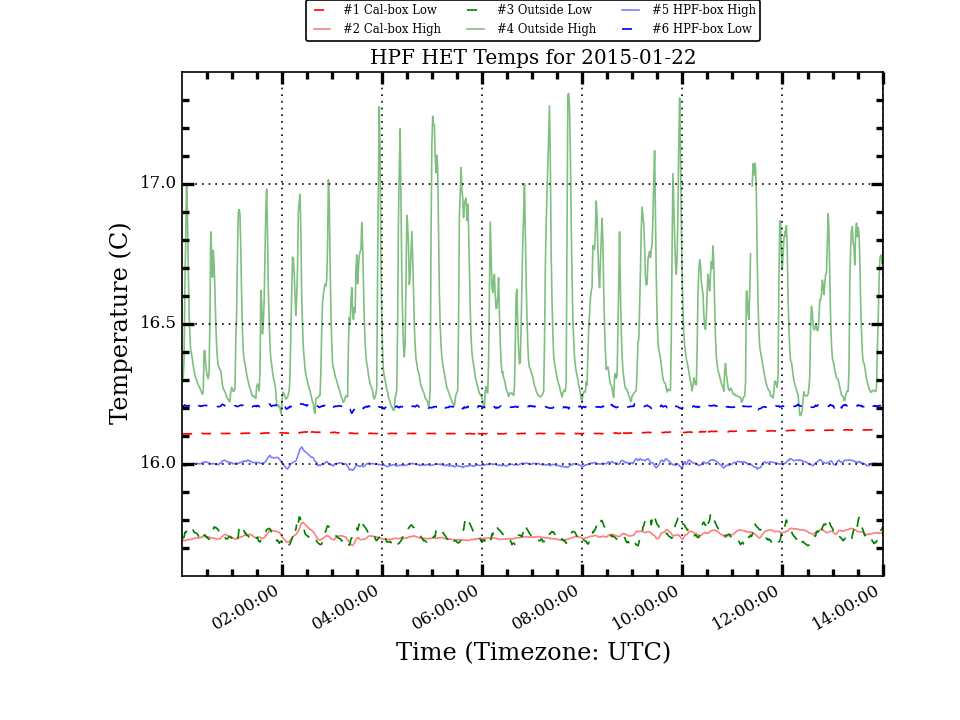 #1 Cal-box Low #3 Outside Low #5 HPF-box High
#2 Cal-box High #4 Outside High #6 HPF-box Low
HPF HET Temps for 2015-01-22
Temperature (C)
17.0
16.5
16.0
02:00:00 04:00:00 06:00:00 08:00:00 10:00:00 12:00:00 14:00:00
Time (Timezone: UTC)